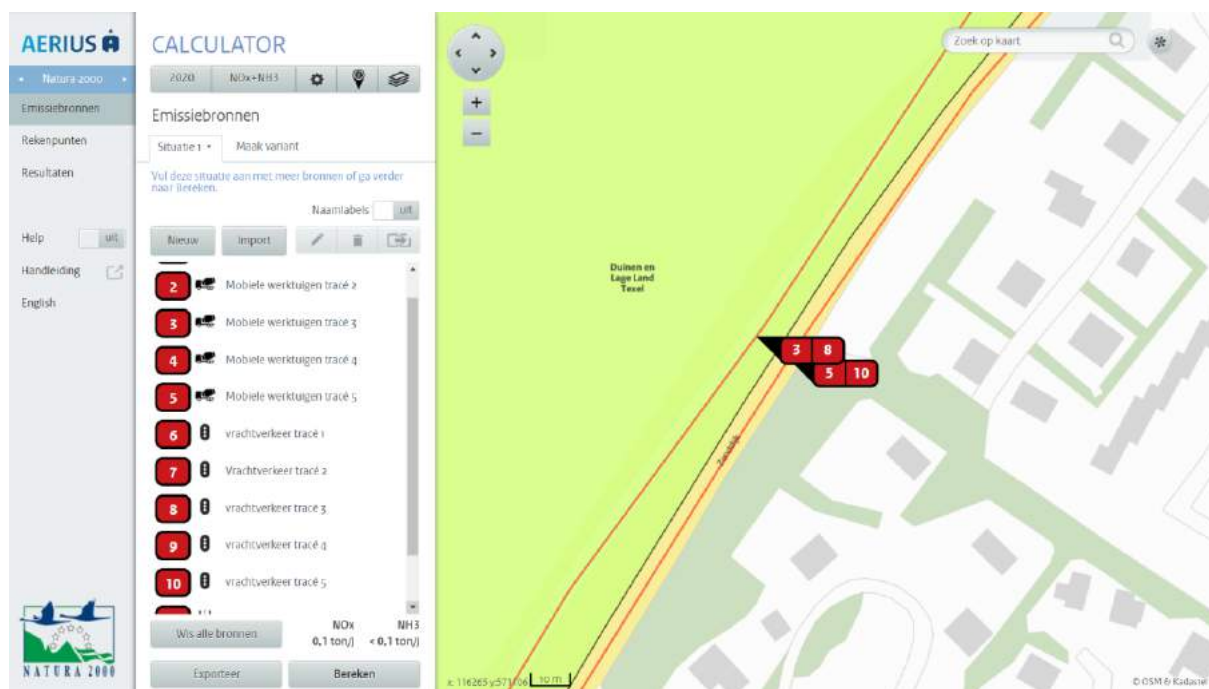 AERIUS
Natura 2000
Emissiebronnen
Rekenpunten
Resultaten
Help
uit
Handleiding
English
NATURA 2000
CALCULATOR
2020
NOx+NH3
Emissiebronnen
Situatie 1
Maak variant
Vul deze situatie aan met meer bronnen of ga verder
naar Bereken.
Naamlabels
uit
Nieuw
Import
2 Mobiele werktuigen tracé 2
3 Mobiele werktuigen tracé 3
4 Mobiele werktuigen tracé 4
5 Mobiele werktuigen tracé 5
6 vrachtverkeer tracé 1
7 Vrachtverkeer tracé 2
8 vrachtverkeer tracé 3
9 vrachtverkeer tracé 4
10 vrachtverkeer tracé 5
Wis alle bronnen
NOx NH3
0,1 ton/j < 0,1 ton/j
Exporteer
Bereken
Zoek op kaart
Duinen en
Lage Land
Texel
3 8
5 10
Zanddijk
x: 116265 y:571106
10 m
© OSM & Kadaster